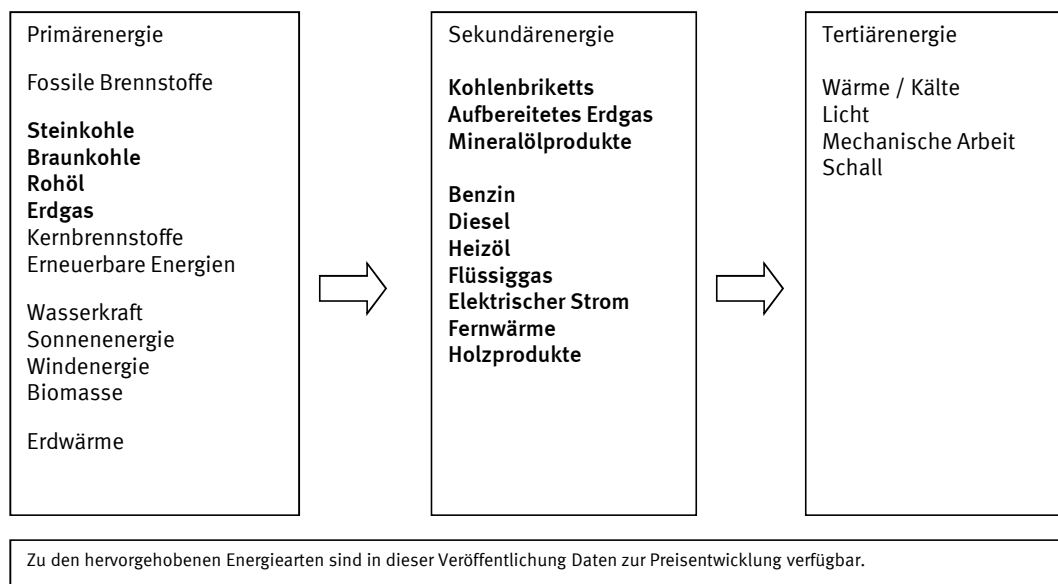 Primärenergie
Fossile Brennstoffe
Steinkohle
Braunkohle
Rohöl
Erdgas
Kernbrennstoffe
Erneuerbare Energien
Wasserkraft
Sonnenenergie
Windenergie
Biomasse
Erdwärme
Sekundärenergie
Kohlenbriketts
Aufbereitetes Erdgas
Mineralölprodukte
Benzin
Diesel
Heizöl
Flüssiggas
Elektrischer Strom
Fernwärme
Holzprodukte
Tertiärenergie
Wärme / Kälte
Licht
Mechanische Arbeit
Schall
Zu den hervorgehobenen Energiearten sind in dieser Veröffentlichung Daten zur Preisentwicklung verfügbar.